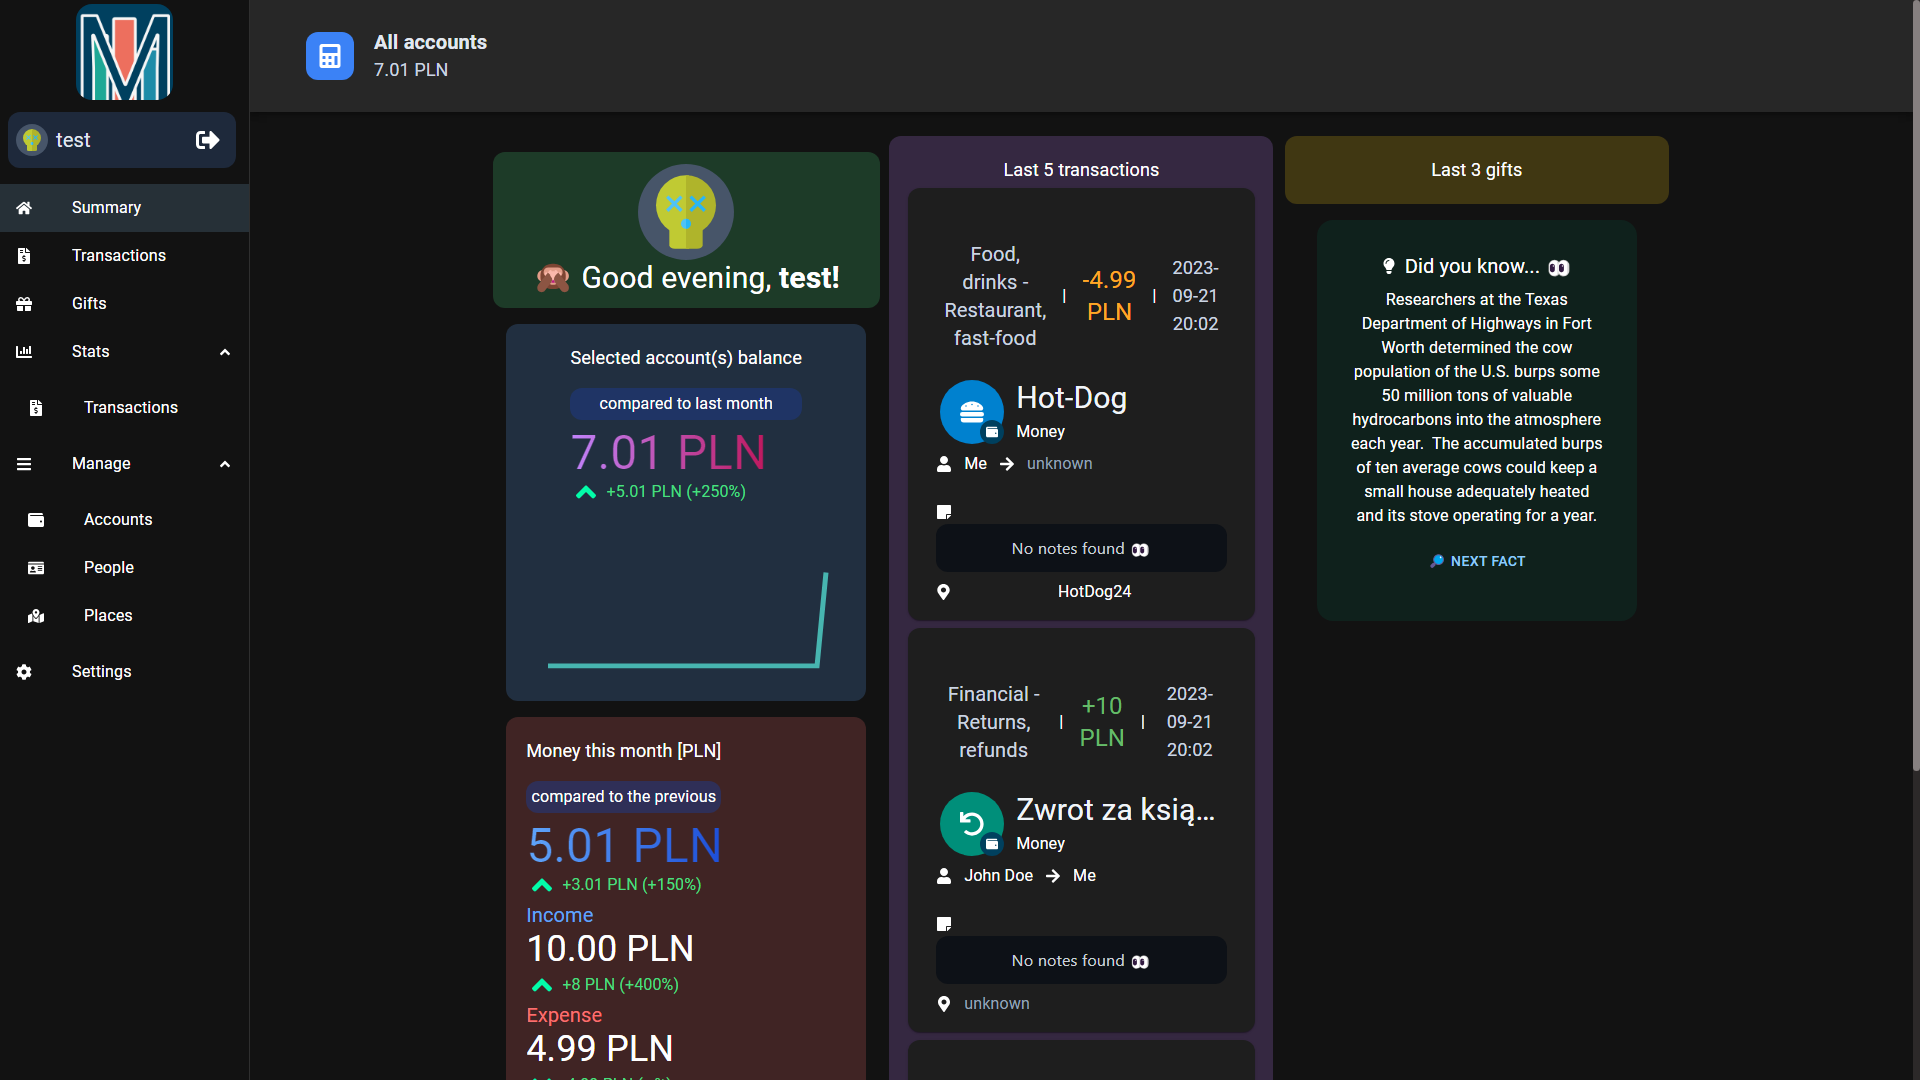 All accounts
7.01 PLN
test
Summary
Transactions
Gifts
Stats
Transactions
Manage
Accounts
People
Places
Settings
Good evening, test!
Selected account(s) balance
compared to last month
7.01 PLN
+5.01 PLN (+250%)
Money this month [PLN]
compared to the previous
5.01 PLN
+3.01 PLN (+150%)
Income
10.00 PLN
+8 PLN (+400%)
Expense
4.99 PLN
Last 5 transactions
Food,
drinks -
Restaurant,
fast-food
|
-4.99
PLN
|
2023-
09-21
20:02
Hot-Dog
Money
Me → unknown
No notes found 👀
HotDog24
Financial -
Returns,
refunds
|
+10
PLN
|
2023-
09-21
20:02
Zwrot za ksią...
Money
John Doe → Me
No notes found 👀
unknown
Last 3 gifts
Did you know... 👀
Researchers at the Texas
Department of Highways in Fort
Worth determined the cow
population of the U.S. burps some
50 million tons of valuable
hydrocarbons into the atmosphere
each year.  The accumulated burps
of ten average cows could keep a
small house adequately heated
and its stove operating for a year.
🔎 NEXT FACT